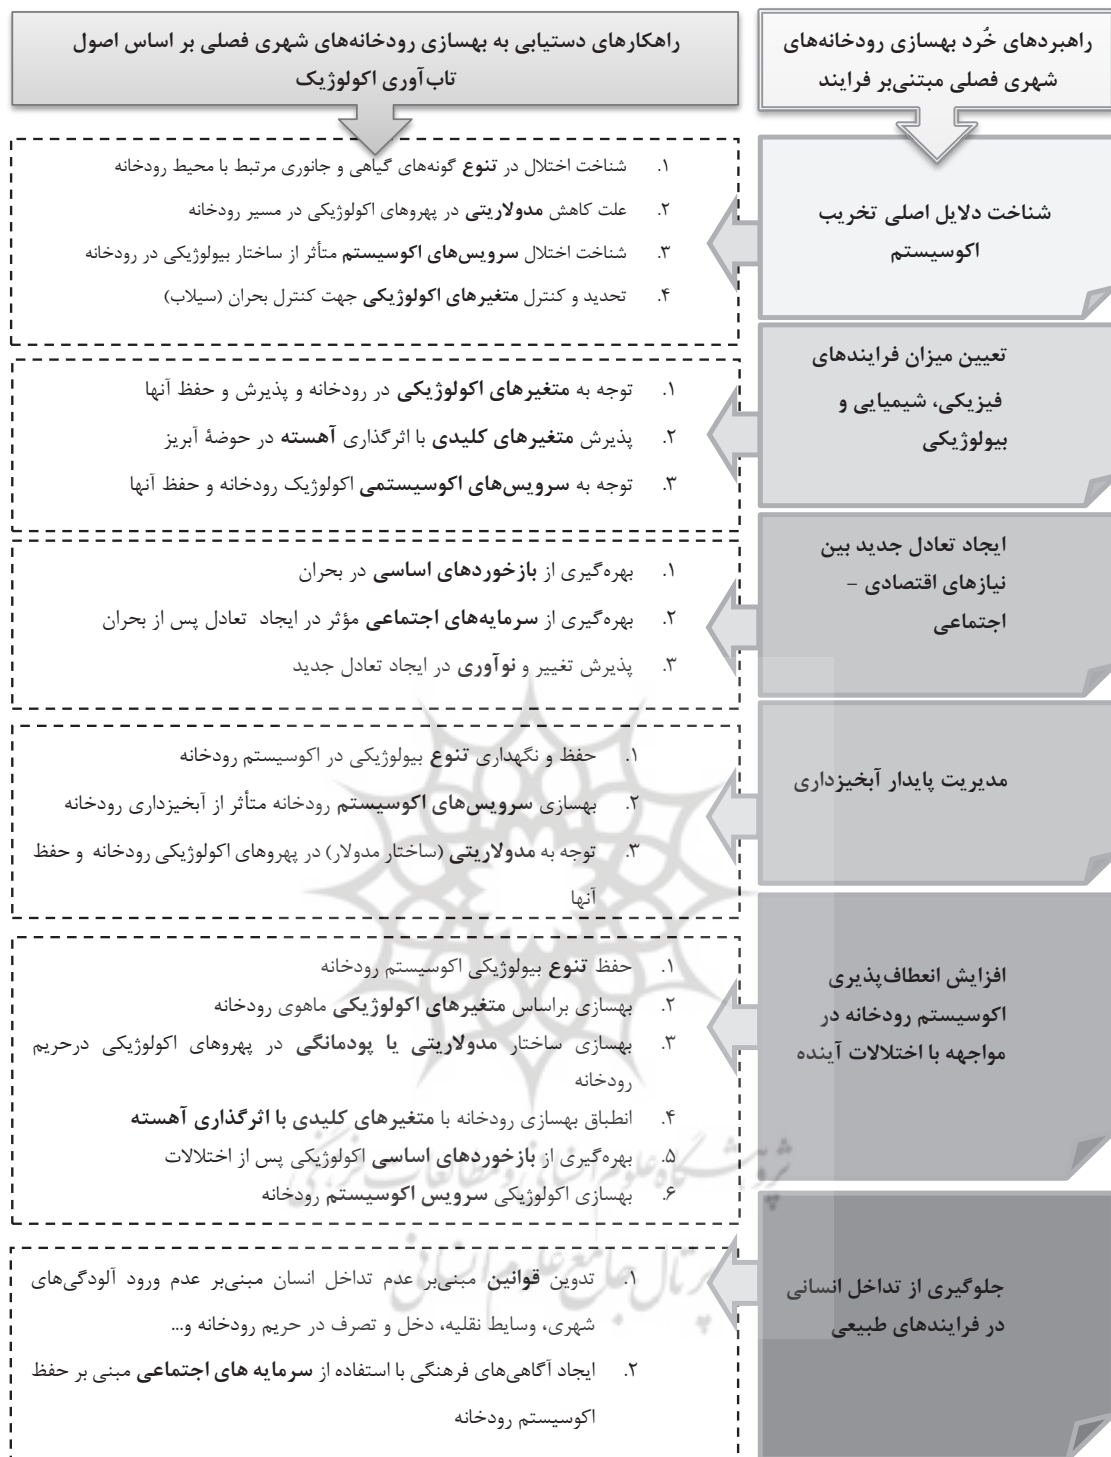 راهبردهای خُرد بهسازی رودخانه‌های
شهری فصلی مبتنی‌بر فرایند
راهکارهای دستیابی به بهسازی رودخانه‌های شهری فصلی بر اساس اصول
تاب‌آوری اکولوژیک
شناخت دلایل اصلی تخریب
اکوسیستم
۱. شناخت اختلال در تنوع گونه‌های گیاهی و جانوری مرتبط با محیط رودخانه
۲. علت کاهش مدولاریتی در پهروهای اکولوژیکی در مسیر رودخانه
۳. شناخت اختلال سرویس‌های اکوسیستم متأثر از ساختار بیولوژیکی در رودخانه
۴. تحدید و کنترل متغیرهای اکولوژیکی جهت کنترل بحران (سیلاب)
تعیین میزان فرایندهای
فیزیکی، شیمیایی و
بیولوژیکی
۱. توجه به متغیرهای اکولوژیکی در رودخانه و پذیرش و حفظ آنها
۲. پذیرش متغیرهای کلیدی با اثرگذاری آهسته در حوضۀ آبریز
۳. توجه به سرویس‌های اکوسیستمی اکولوژیک رودخانه و حفظ آنها
ایجاد تعادل جدید بین
نیازهای اقتصادی –
اجتماعی
۱. بهره‌گیری از بازخوردهای اساسی در بحران
۲. بهره‌گیری از سرمایه‌های اجتماعی مؤثر در ایجاد تعادل پس از بحران
۳. پذیرش تغییر و نوآوری در ایجاد تعادل جدید
مدیریت پایدار آبخیزداری
۱. حفظ و نگهداری تنوع بیولوژیکی در اکوسیستم رودخانه
۲. بهسازی سرویس‌های اکوسیستم رودخانه متأثر از آبخیزداری رودخانه
۳. توجه به مدولاریتی (ساختار مدولار) در پهروهای اکولوژیکی رودخانه و حفظ
آنها
افزایش انعطاف‌پذیری
اکوسیستم رودخانه در
مواجهه با اختلالات آینده
۱. حفظ تنوع بیولوژیکی اکوسیستم رودخانه
۲. بهسازی براساس متغیرهای اکولوژیکی ماهوی رودخانه
۳. بهسازی ساختار مدولاریتی یا پودمانگی در پهروهای اکولوژیکی درحریم
رودخانه
۴. انطباق بهسازی رودخانه با متغیرهای کلیدی با اثرگذاری آهسته
۵. بهره‌گیری از بازخوردهای اساسی اکولوژیکی پس از اختلالات
۶. بهسازی اکولوژیکی سرویس اکوسیستم رودخانه
پژوهشگاه علوم انسانی و مطالعات فرهنگی
پرتال جامع علوم انسانی
جلوگیری از تداخل انسانی
در فرایندهای طبیعی
۱. تدوین قوانین مبنی‌بر عدم تداخل انسان مبنی‌بر عدم ورود آلودگی‌های
شهری، وسایط نقلیه، دخل و تصرف در حریم رودخانه و...
۲. ایجاد آگاهی‌های فرهنگی با استفاده از سرمایه های اجتماعی مبنی بر حفظ
اکوسیستم رودخانه